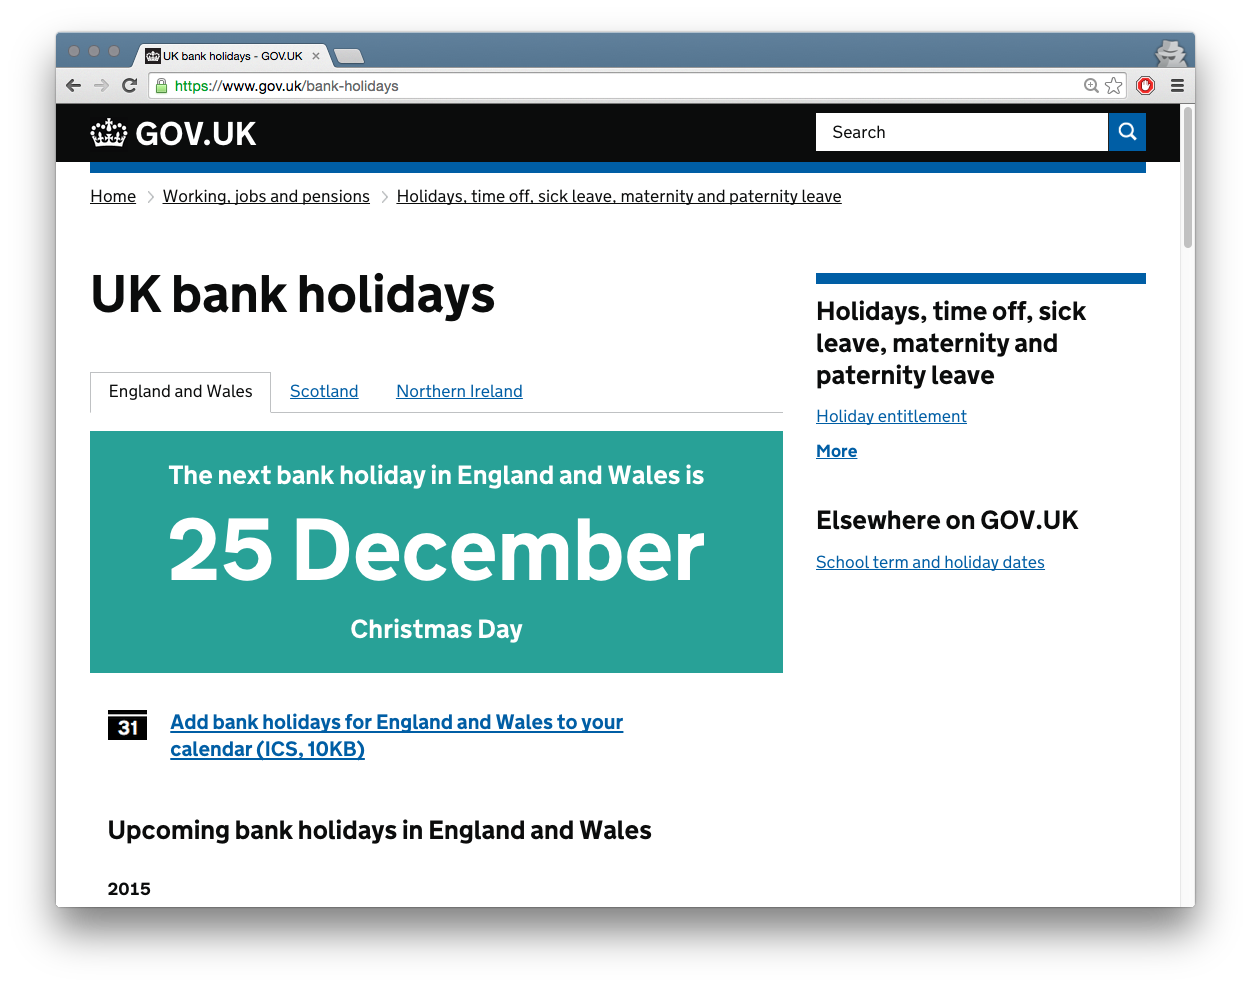 UK bank holidays - GOV.UK
https://www.gov.uk/bank-holidays
GOV.UK
Search
Home
Working, jobs and pensions
Holidays, time off, sick leave, maternity and paternity leave
UK bank holidays
England and Wales
Scotland
Northern Ireland
The next bank holiday in England and Wales is
25 December
Christmas Day
31
Add bank holidays for England and Wales to your
calendar (ICS, 10KB)
Upcoming bank holidays in England and Wales
2015
Holidays, time off, sick
leave, maternity and
paternity leave
Holiday entitlement
More
Elsewhere on GOV.UK
School term and holiday dates